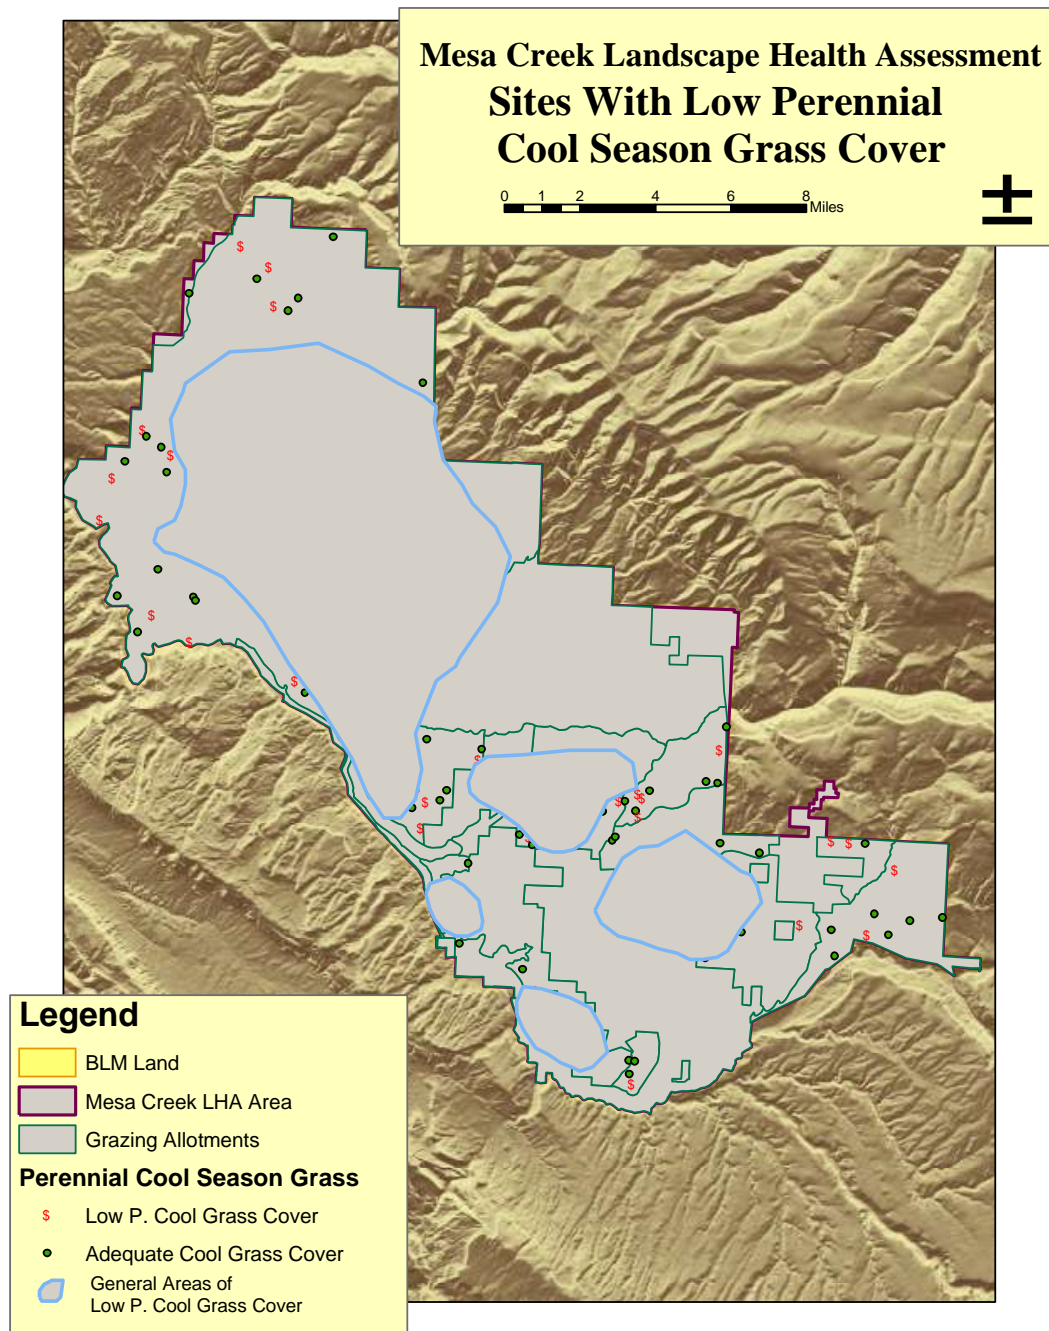 Mesa Creek Landscape Health Assessment
Sites With Low Perennial
Cool Season Grass Cover
0 1 2 4 6 8
Miles
Legend
BLM Land
Mesa Creek LHA Area
Grazing Allotments
Perennial Cool Season Grass
$ Low P. Cool Grass Cover
Adequate Cool Grass Cover
General Areas of
Low P. Cool Grass Cover